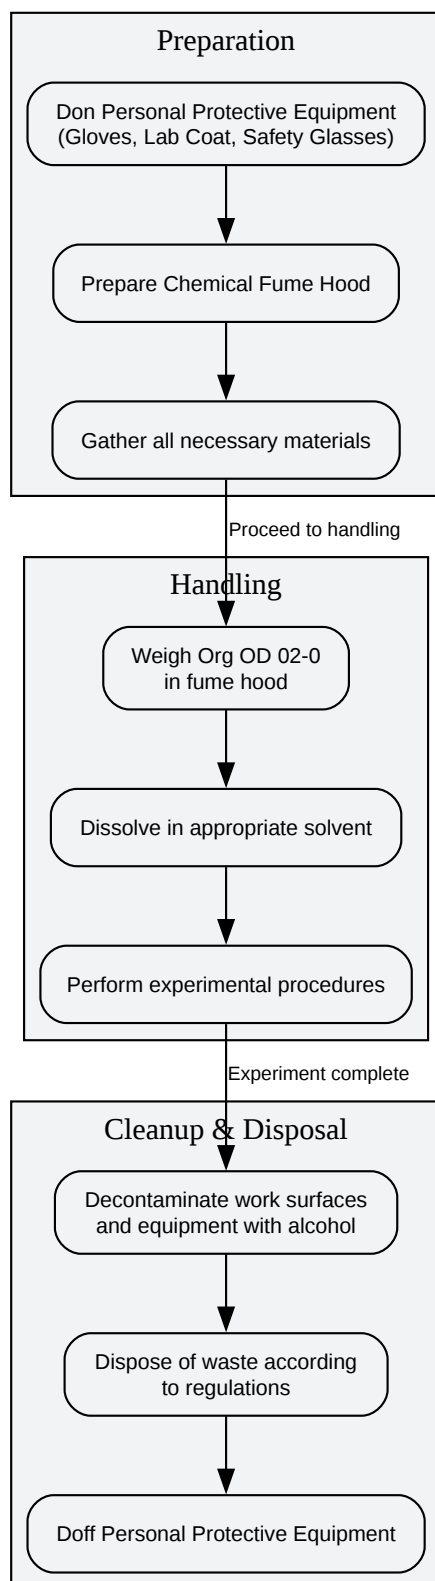 Preparation
Don Personal Protective Equipment
(Gloves, Lab Coat, Safety Glasses)
Prepare Chemical Fume Hood
Gather all necessary materials
Proceed to handling
Handling
Weigh Org OD 02-0
in fume hood
Dissolve in appropriate solvent
Perform experimental procedures
Experiment complete
Cleanup & Disposal
Decontaminate work surfaces
and equipment with alcohol
Dispose of waste according
to regulations
Doff Personal Protective Equipment